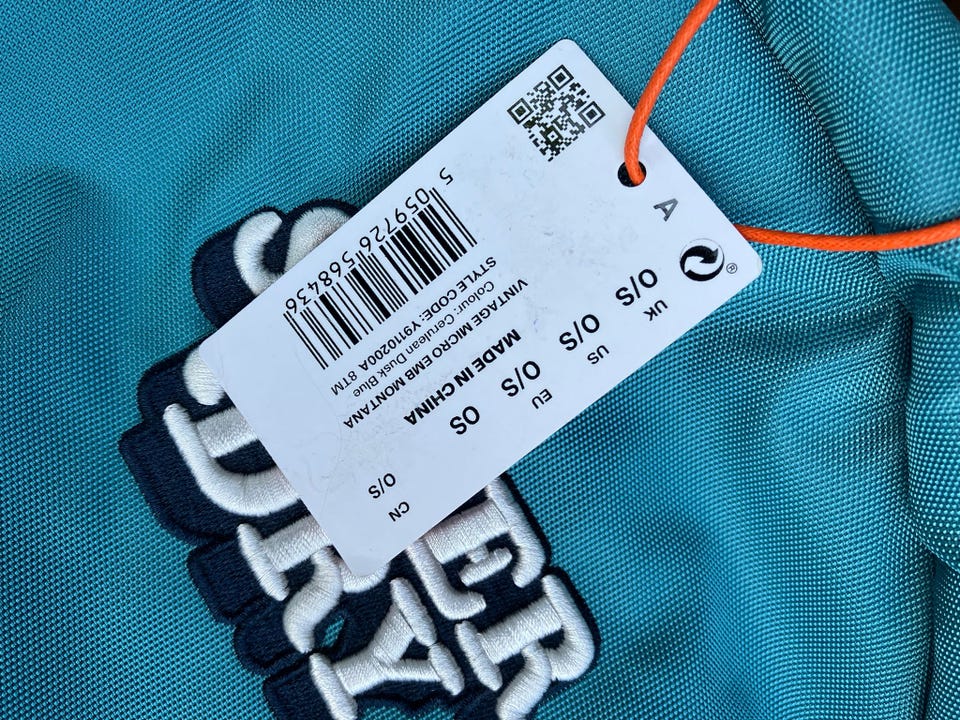 A
®
UK US EU CN
O/S O/S O/S OS O/S
MADE IN CHINA
VINTAGE MICRO EMB MONTANA
Colour: Cerulean Dusk Blue
STYLE CODE: Y9110200A 8TM
5 059726 568436